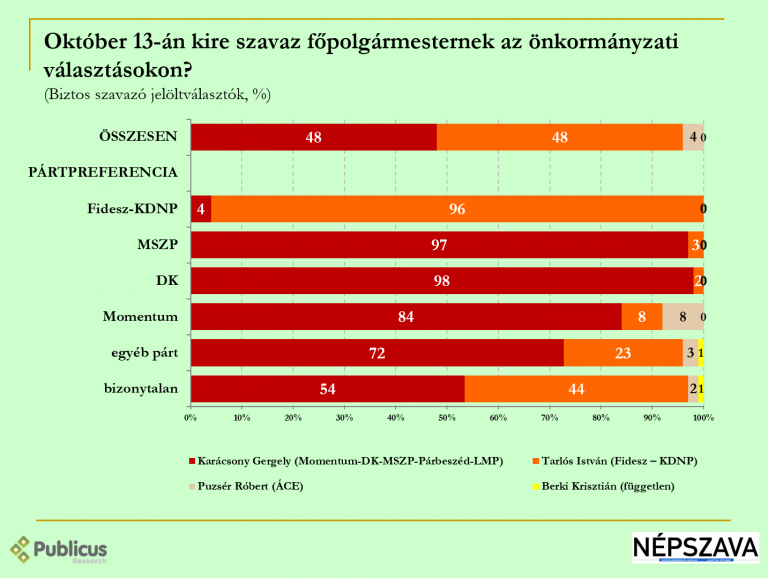 Október 13-án kire szavaz főpolgármesternek az önkormányzati
választásokon?
(Biztos szavazó jelöltválasztók, %)
ÖSSZESEN 48 48 4 0
PÁRTPREFERENCIA
Fidesz-KDNP 4 96 0
MSZP 97 3 0
DK 98 2 0
Momentum 84 8 8 0
egyéb párt 72 23 3 1
bizonytalan 54 44 2 1
0% 10% 20% 30% 40% 50% 60% 70% 80% 90% 100%
Karácsony Gergely (Momentum-DK-MSZP-Párbeszéd-LMP) Tarlós István (Fidesz – KDNP)
Puzsér Róbert (ÁCE) Berki Krisztián (független)
Publicus
Research
NÉPSZAVA